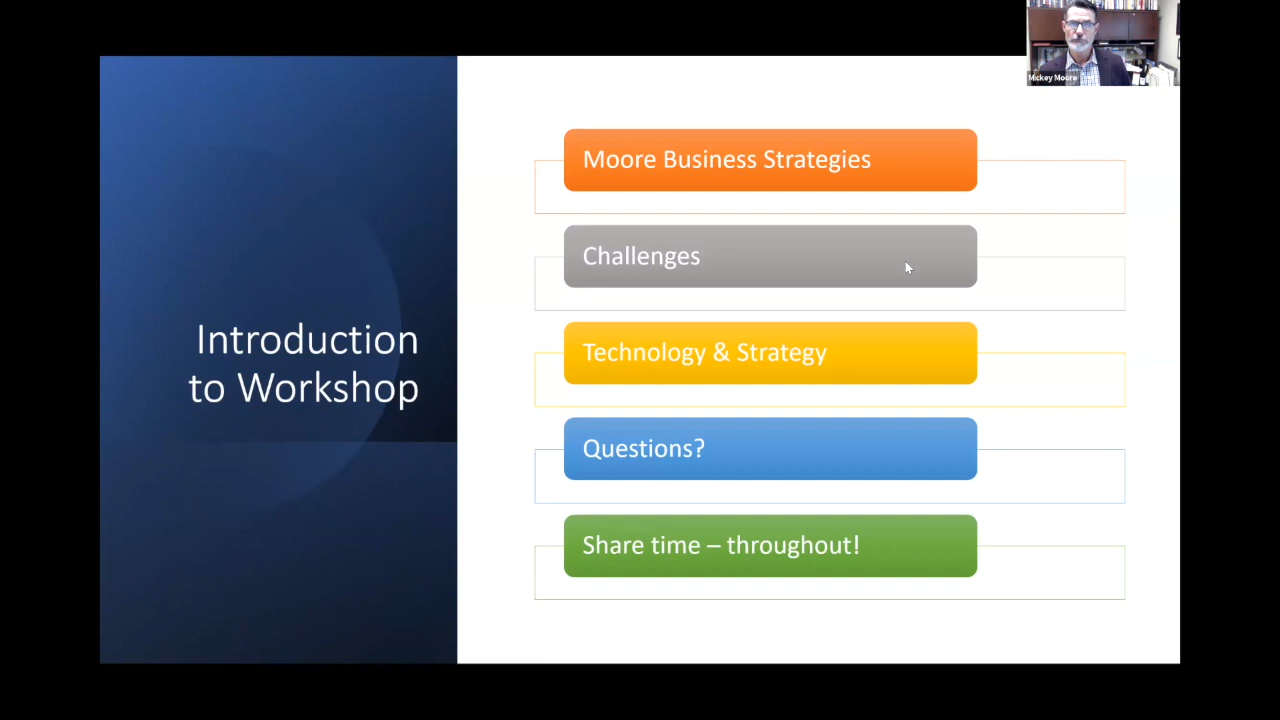 Mickey Moore
Introduction
to Workshop
Moore Business Strategies
Challenges
Technology & Strategy
Questions?
Share time – throughout!